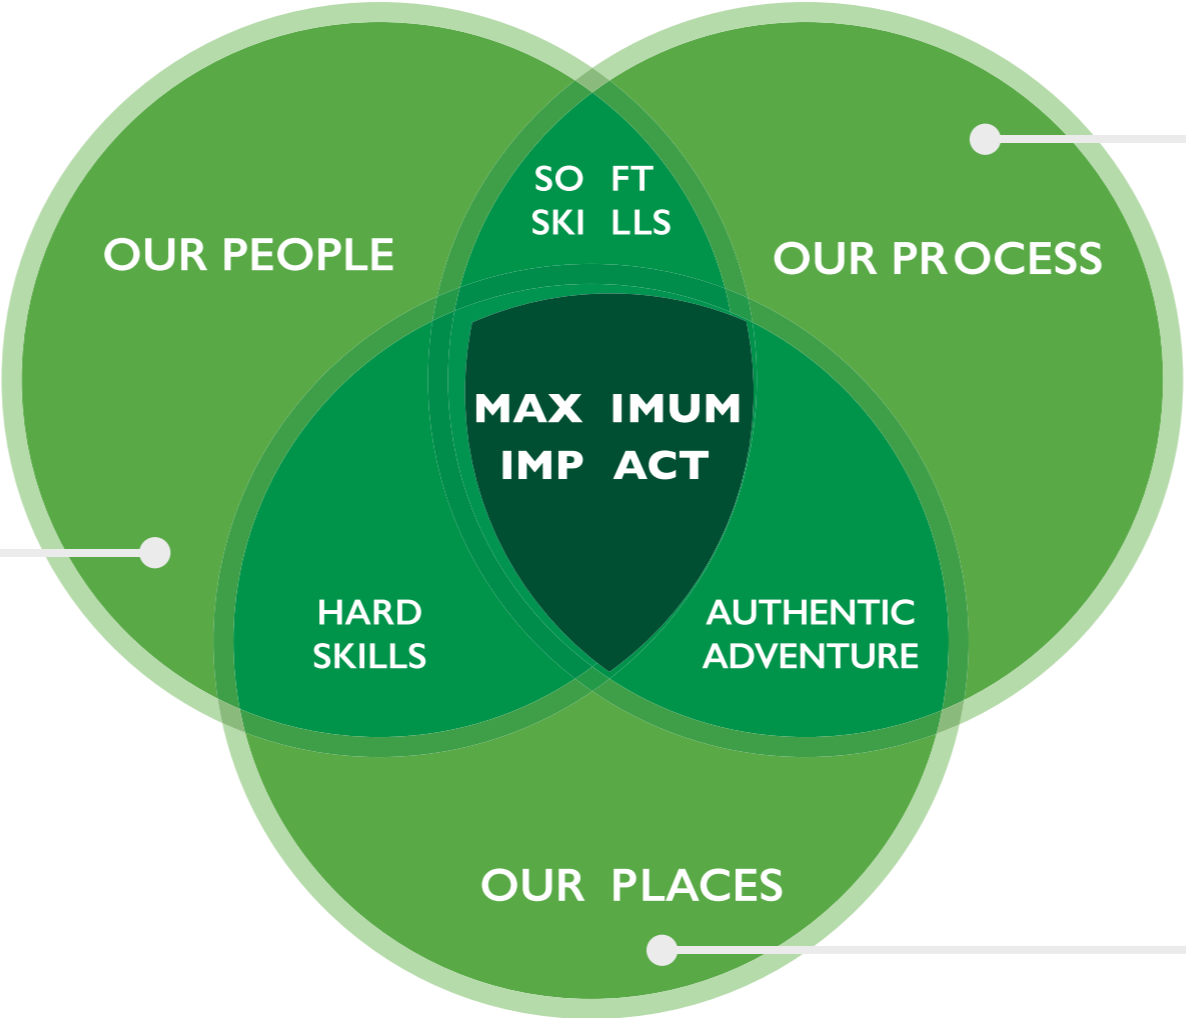 SO FT
SKI LLS
OUR PEOPLE
OUR PROCESS
MAX IMUM
IMP ACT
HARD
SKILLS
AUTHENTIC
ADVENTURE
OUR PLACES